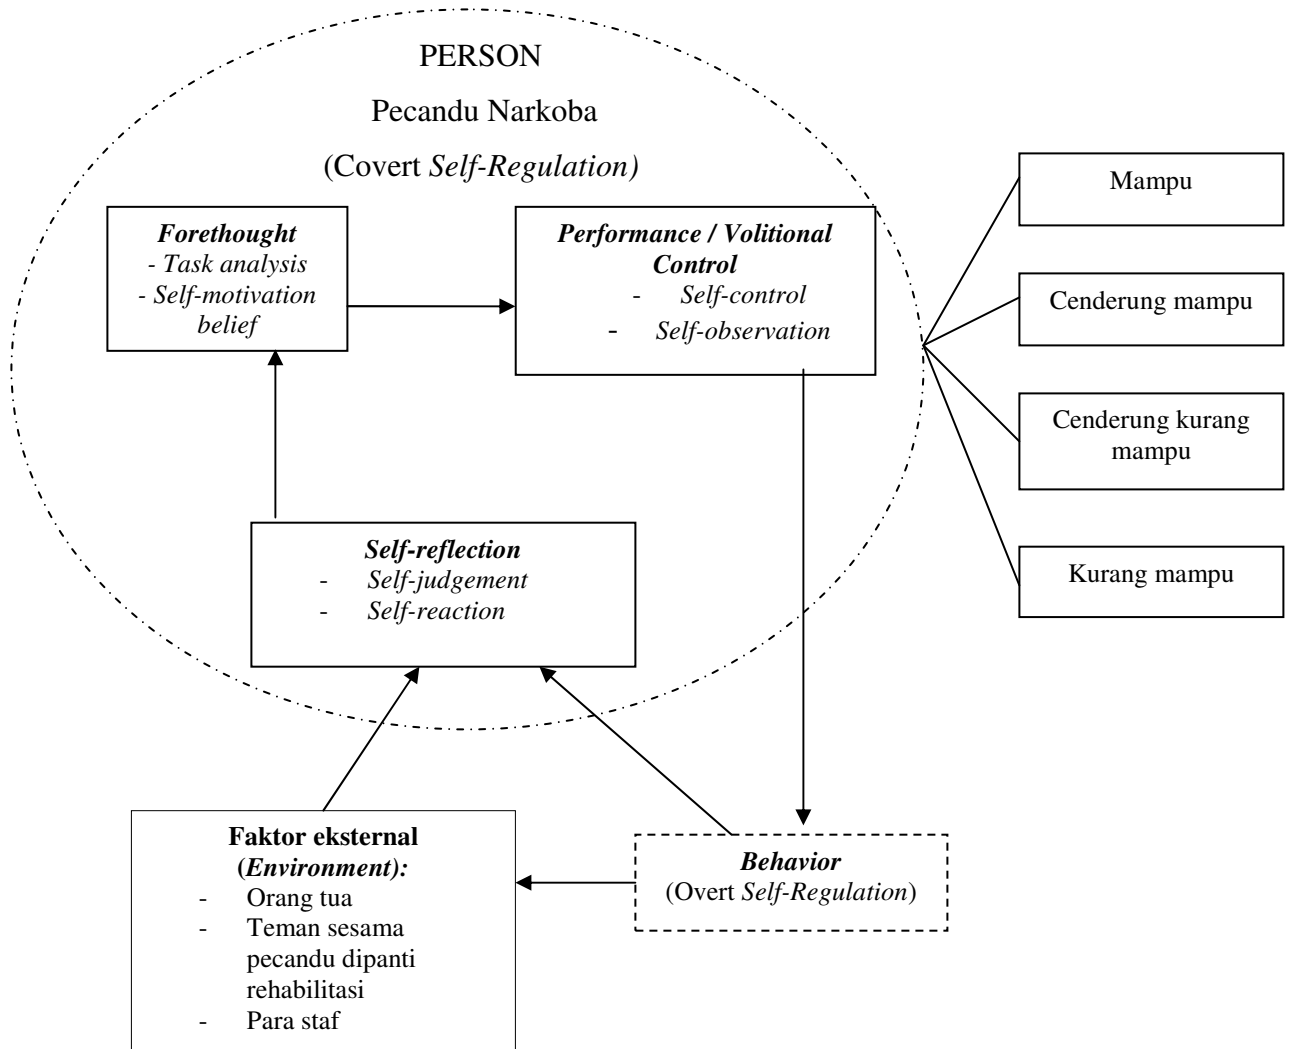 PERSON
Pecandu Narkoba
(Covert Self-Regulation)
Forethought
- Task analysis
- Self-motivation
belief
Performance / Volitional
Control
- Self-control
- Self-observation
Self-reflection
- Self-judgement
- Self-reaction
Faktor eksternal
(Environment):
- Orang tua
- Teman sesama
pecandu dipanti
rehabilitasi
- Para staf
Behavior
(Overt Self-Regulation)
Mampu
Cenderung mampu
Cenderung kurang
mampu
Kurang mampu